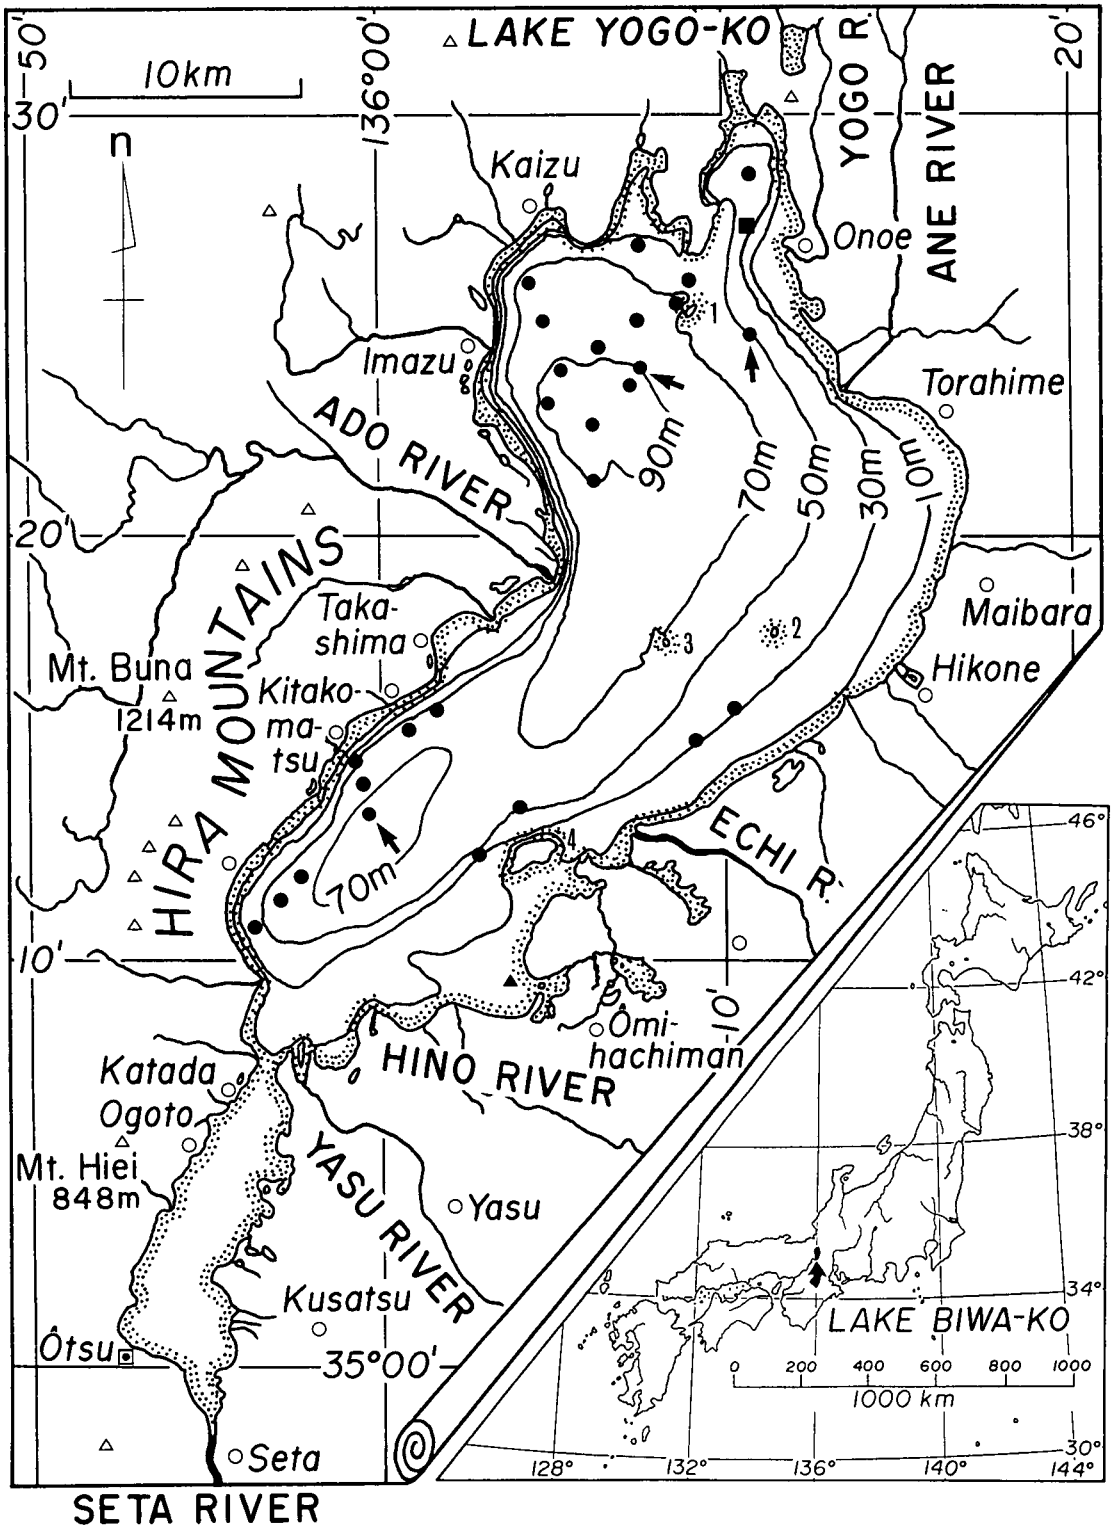 50'
136°00'
LAKE YOGO-KO
YOGO R.
20'
10km
30'
ANE RIVER
n
Kaizu
Onoe
1
Imazu
Torahime
ADO RIVER
90m
70m
50m
30m
10m
20'
HIRA MOUNTAINS
Taka-
shima
Maibara
2
3
Mt. Buna
1214m
Hikone
Kitako-
ma-
tsu
ECHI R.
4
46°
70m
10'
42°
10'
Ômi-
hachiman
HINO RIVER
Katada
Ogoto
38°
Mt. Hiei
848m
YASU RIVER
Yasu
Kusatsu
34°
LAKE BIWA-KO
Ôtsu
35°00'
0 200 400 600 800 1000
1000 km
Seta
30°
128° 132° 136° 140° 144°
SETA RIVER